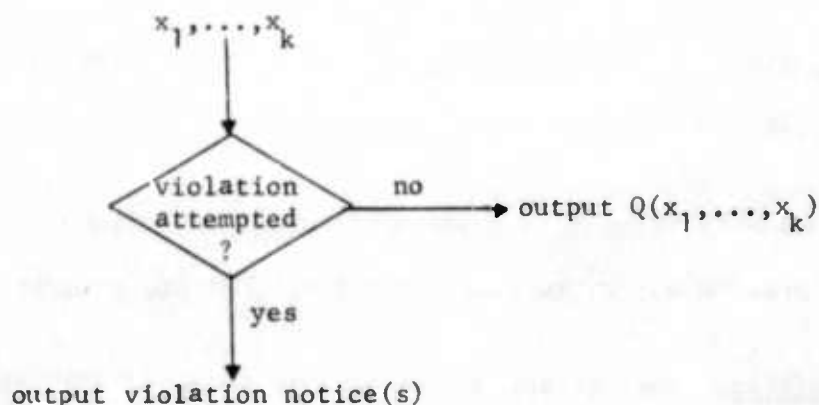 x₁,...,xₖ
violation
attempted
?
no
output Q(x₁,...,xₖ)
yes
output violation notice(s)